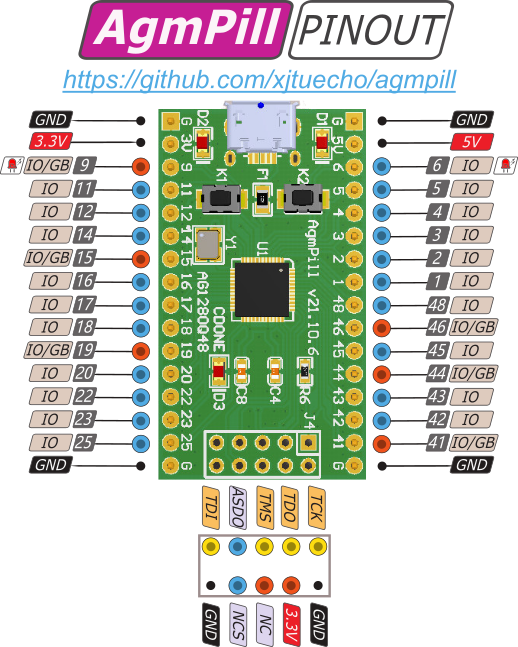 AgmPill PINOUT
https://github.com/xjtuecho/agmpill
GND D2 G G D1 GND
3.3V 3V 5V 5V
IO/GB 9 9 6 6 IO
IO 11 11 K1 F1 K2 5 5 IO
IO 12 12 4 4 IO
IO 14 14 Y1 3 3 IO
IO/GB 15 15 U1 2 2 IO
IO 16 16 1 1 IO
IO 17 17 48 48 IO
IO 18 18 46 46 IO/GB
IO/GB 19 19 45 45 IO
IO 20 20 D3 C8 C4 R6 44 44 IO/GB
IO 22 22 43 43 IO
IO 23 23 J4 42 42 IO
IO 25 25 41 41 IO/GB
GND G G GND
AgmPill v21.10.6
AG1280Q48
COONE
TDI ASDO TMS TDO TCK
GND NCS NC 3.3V GND